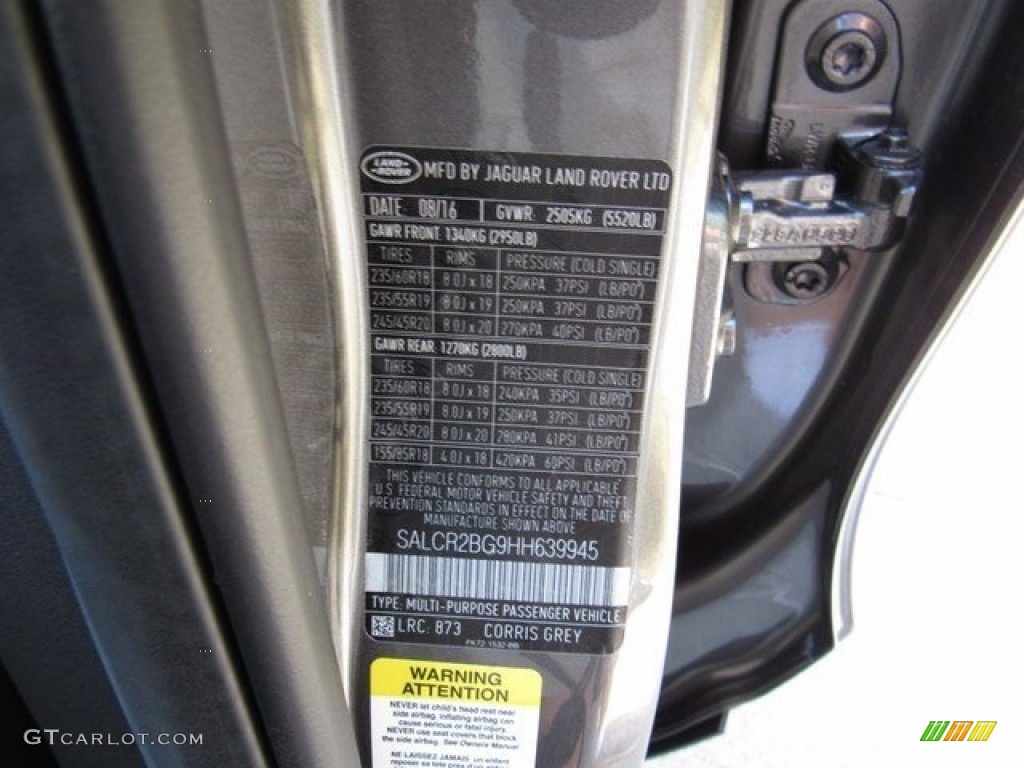 LAND ROVER MFD BY JAGUAR LAND ROVER LTD
DATE: 08/16 GVWR: 2505KG (5520LB)
GAWR FRONT: 1340KG (2950LB)
TIRES RIMS PRESSURE (COLD SINGLE)
235/60R18 8.0J x 18 250KPA 37PSI (LB/PO²)
235/55R19 8.0J x 19 250KPA 37PSI (LB/PO²)
245/45R20 8.0J x 20 270KPA 40PSI (LB/PO²)
GAWR REAR: 1270KG (2800LB)
TIRES RIMS PRESSURE (COLD SINGLE)
235/60R18 8.0J x 18 240KPA 35PSI (LB/PO²)
235/55R19 8.0J x 19 250KPA 37PSI (LB/PO²)
245/45R20 8.0J x 20 280KPA 41PSI (LB/PO²)
155/85R18 4.0J x 18 420KPA 60PSI (LB/PO²)
THIS VEHICLE CONFORMS TO ALL APPLICABLE
U.S. FEDERAL MOTOR VEHICLE SAFETY AND THEFT
PREVENTION STANDARDS IN EFFECT ON THE DATE OF
MANUFACTURE SHOWN ABOVE
SALCR2BG9HH639945
TYPE: MULTI-PURPOSE PASSENGER VEHICLE
LRC: 873 CORRIS GREY
WARNING
ATTENTION
NEVER let child's head rest near
side airbag. Inflating airbag can
cause serious or fatal injury.
NEVER use seat covers that block
the side airbag. See Owners Manual
NE LAISSEZ JAMAIS un enfant
GTCARLOT.COM